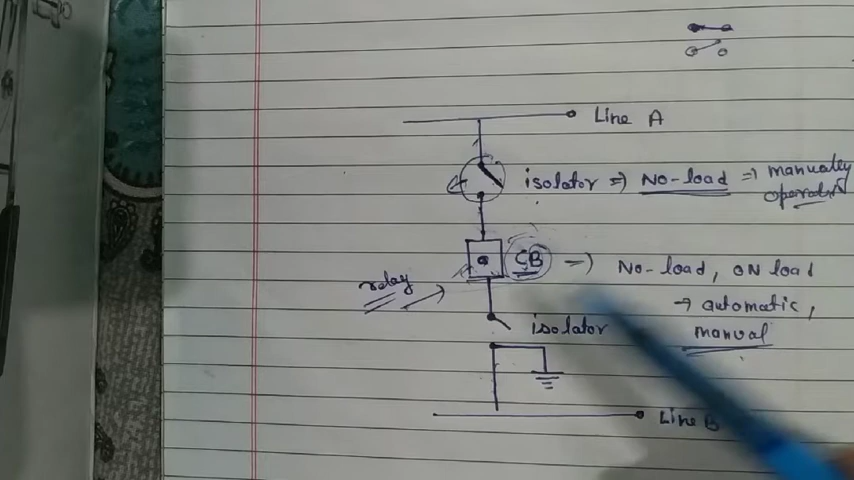 Line A
isolator => No-load => manually
operated
CB => No-load, ON load
relay
→ automatic,
isolator
manual
Line B